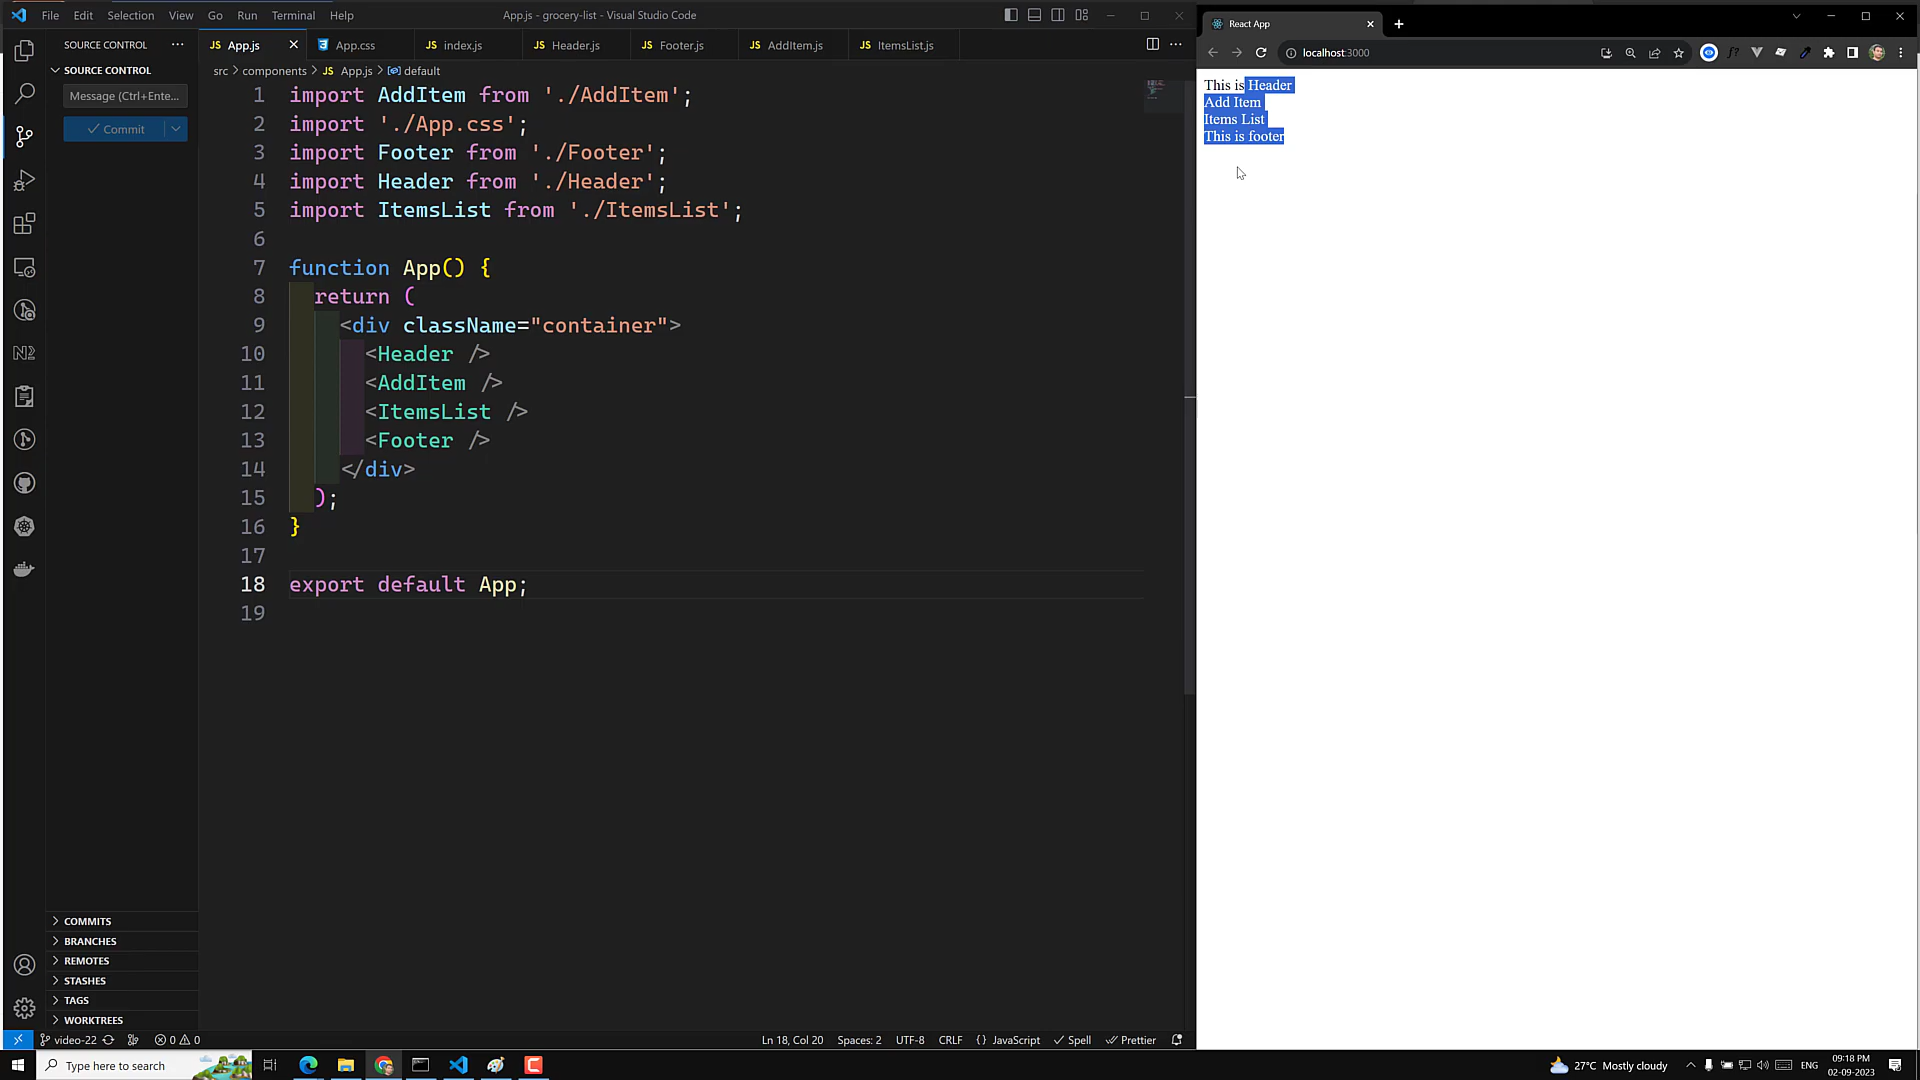 File Edit Selection View Go Run Terminal Help
App.js - grocery-list - Visual Studio Code
SOURCE CONTROL
SOURCE CONTROL
Message (Ctrl+Ente...
Commit
COMMITS
BRANCHES
REMOTES
STASHES
TAGS
WORKTREES
JS App.js App.css JS index.js JS Header.js JS Footer.js JS AddItem.js JS ItemsList.js
src > components > JS App.js > default
1 import AddItem from './AddItem';
2 import './App.css';
3 import Footer from './Footer';
4 import Header from './Header';
5 import ItemsList from './ItemsList';
6
7 function App() {
8 return (
9 <div className="container">
10 <Header />
11 <AddItem />
12 <ItemsList />
13 <Footer />
14 </div>
15 );
16 }
17
18 export default App;
19
video-22 0 0 Ln 18, Col 20 Spaces: 2 UTF-8 CRLF {} JavaScript Spell Prettier
React App
localhost:3000
This is Header
Add Item
Items List
This is footer
Type here to search
27°C Mostly cloudy ENG 09:18 PM
02-09-2023